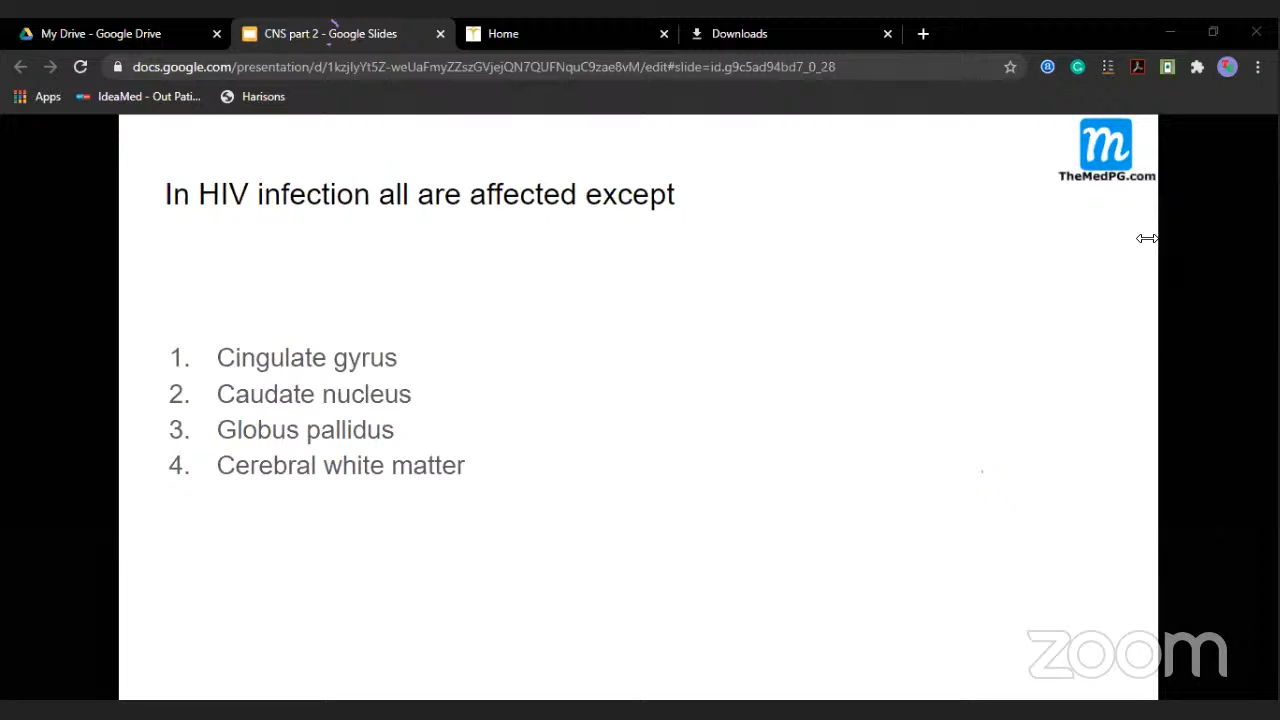 My Drive - Google Drive
CNS part 2 - Google Slides
Home
Downloads
docs.google.com/presentation/d/1kzjlyYt5Z-weUaFmyZZszGVjejQN7QUFNquC9zae8vM/edit#slide=id.g9c5ad94bd7_0_28
Apps
IdeaMed - Out Pati...
Harisons
m
TheMedPG.com
In HIV infection all are affected except
1. Cingulate gyrus
2. Caudate nucleus
3. Globus pallidus
4. Cerebral white matter
zoom